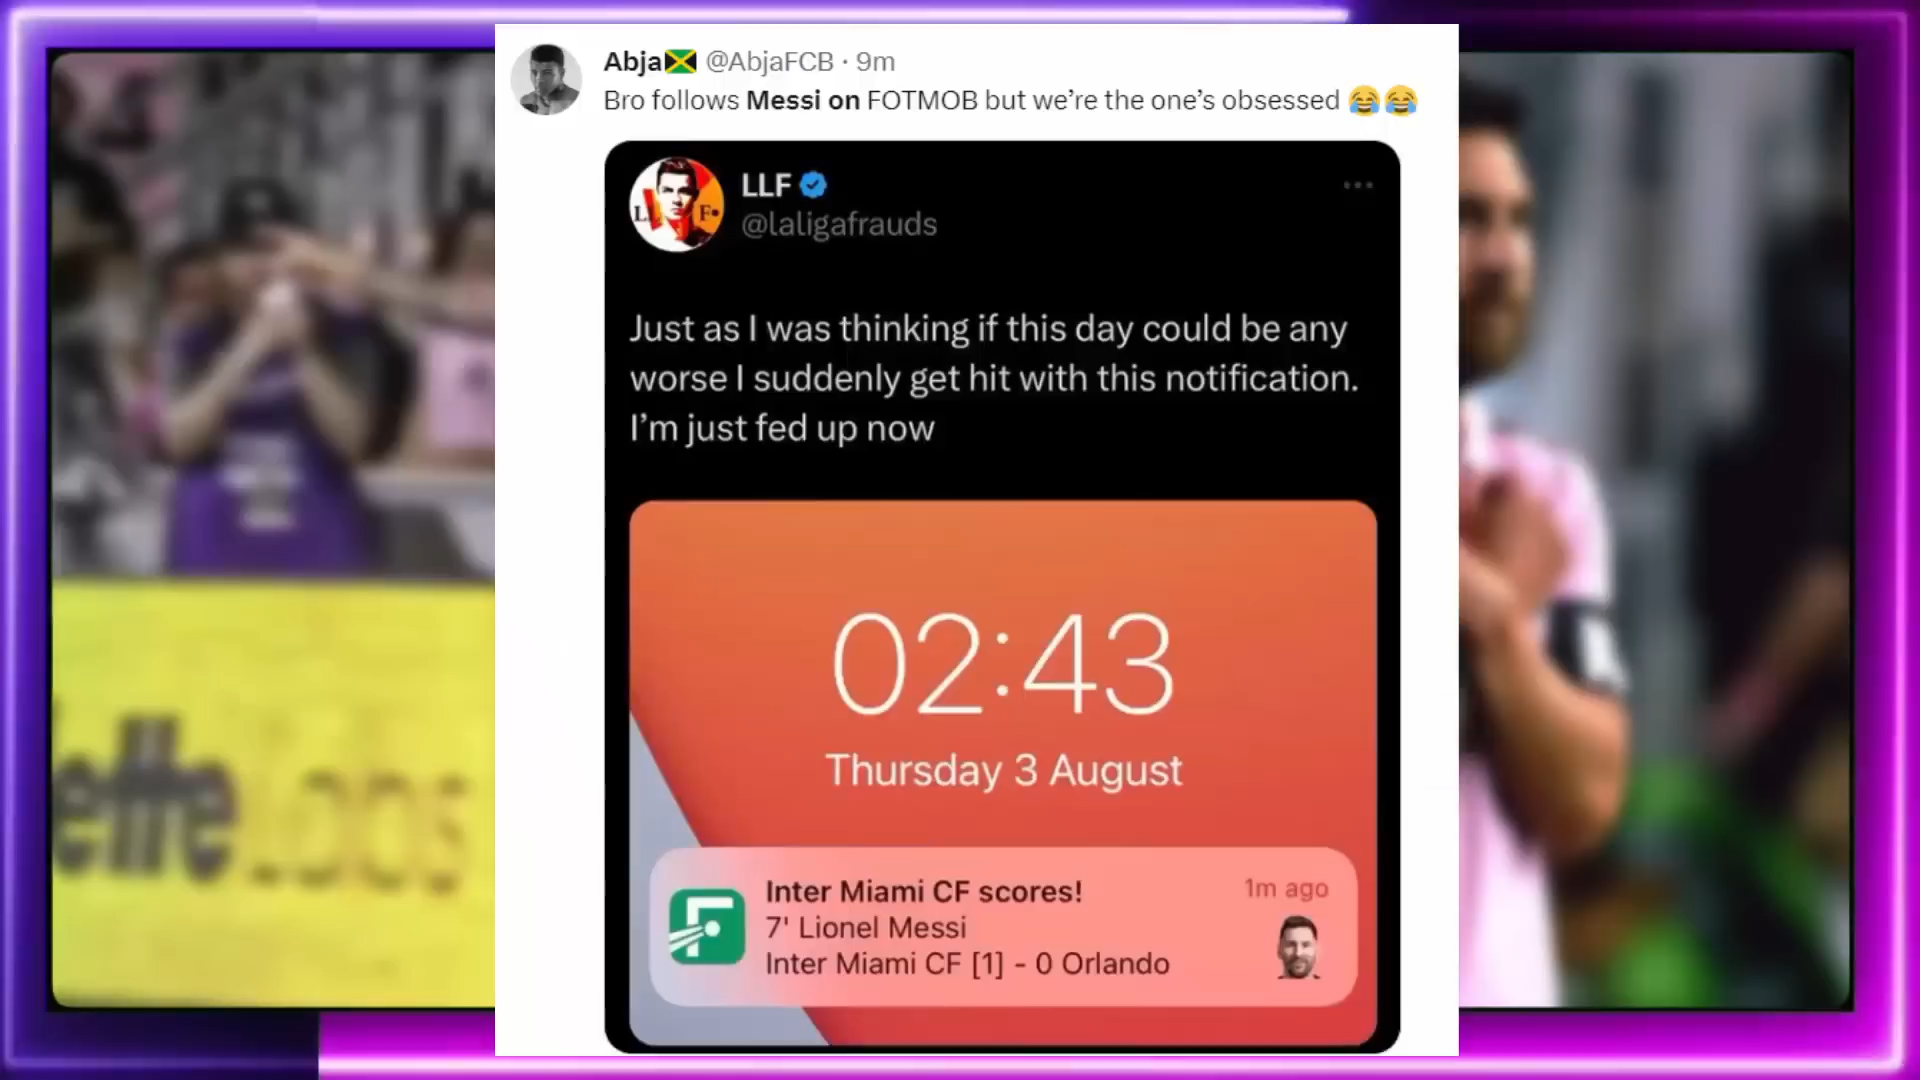 Abja @AbjaFCB · 9m
Bro follows Messi on FOTMOB but we're the one's obsessed 😂😂
LLF
@laligafrauds
Just as I was thinking if this day could be any
worse I suddenly get hit with this notification.
I'm just fed up now
02:43
Thursday 3 August
Inter Miami CF scores!
1m ago
7' Lionel Messi
Inter Miami CF [1] - 0 Orlando